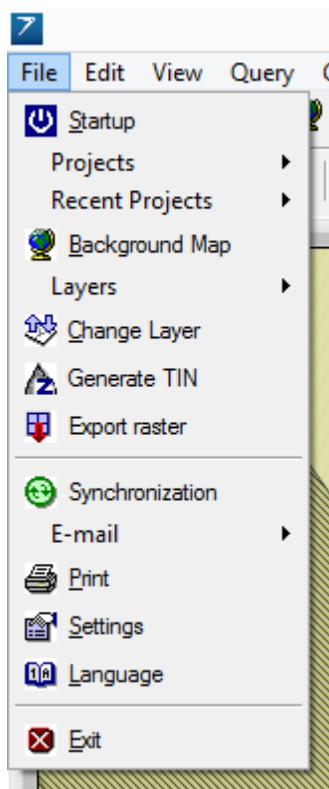 File Edit View Query
Startup
Projects
Recent Projects
Background Map
Layers
Change Layer
Generate TIN
Export raster
Synchronization
E-mail
Print
Settings
Language
Exit